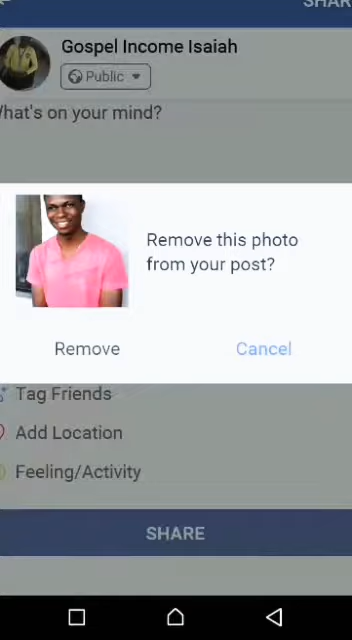 SHAR
Gospel Income Isaiah
Public
What's on your mind?
Remove this photo
from your post?
Remove
Cancel
Tag Friends
Add Location
Feeling/Activity
SHARE